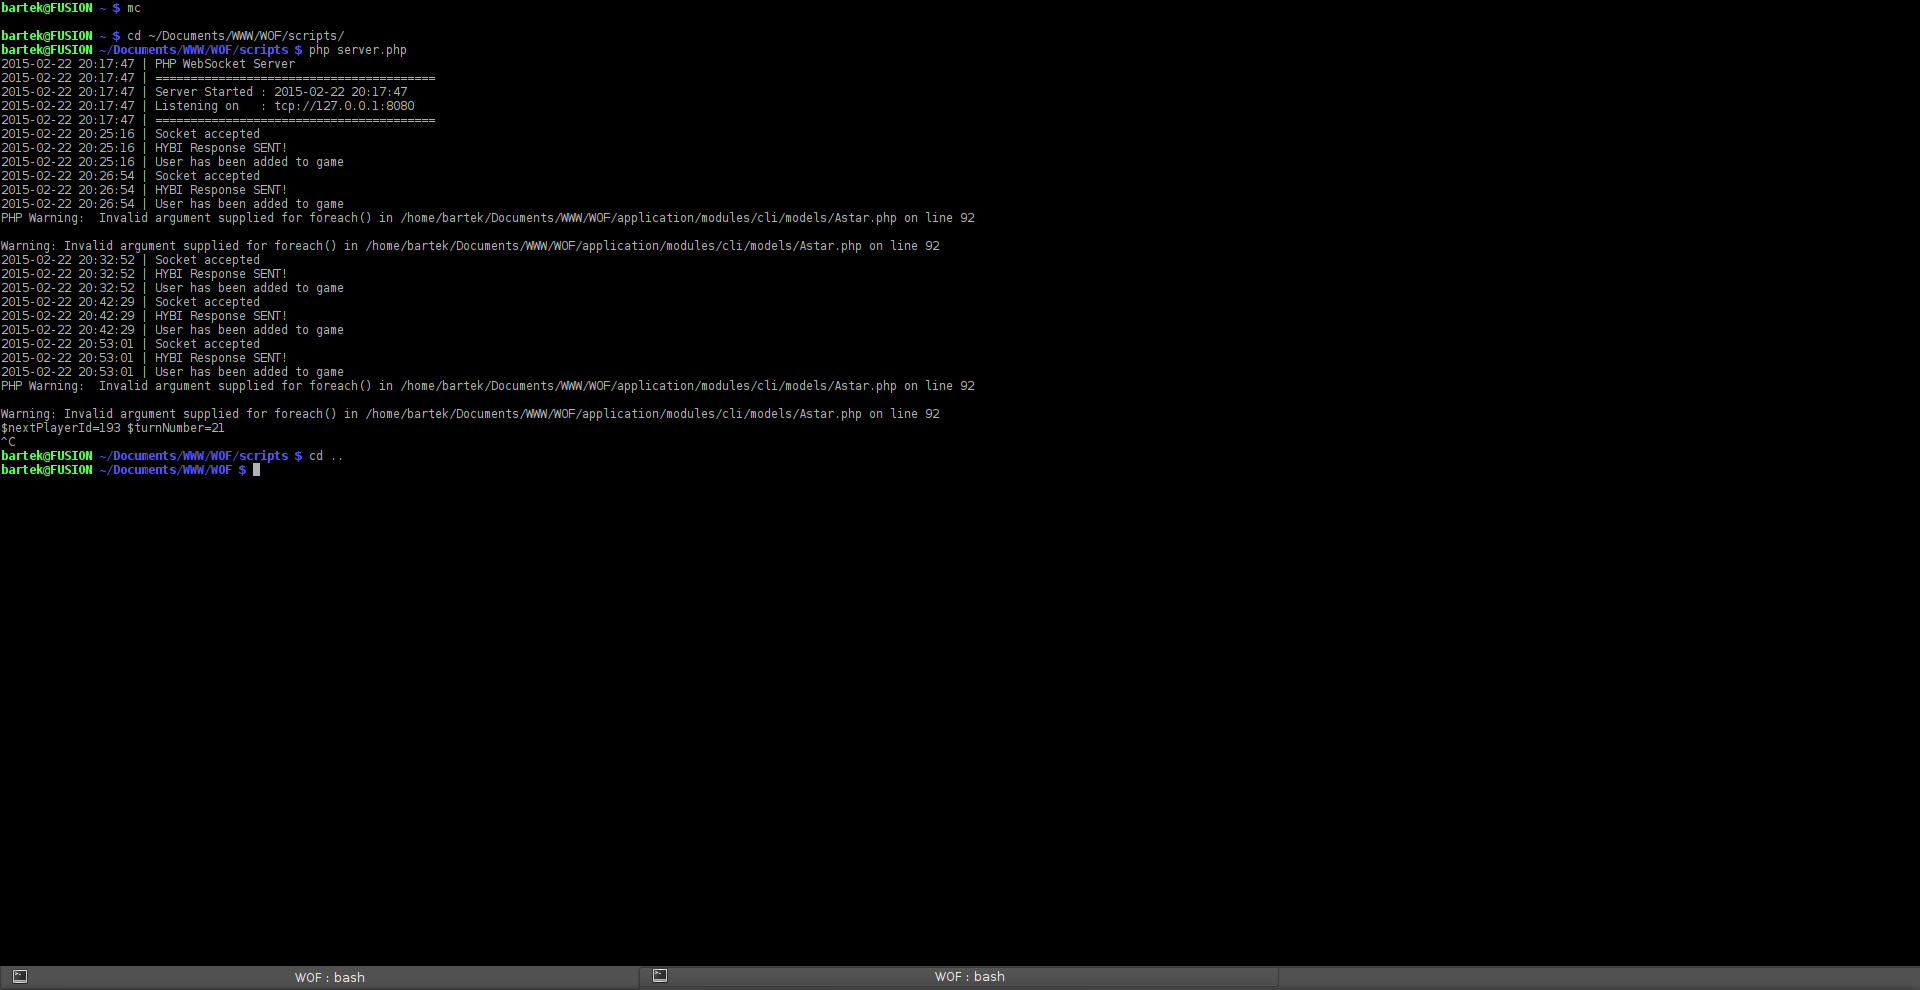 bartek@FUSION ~ $ mc

bartek@FUSION ~ $ cd ~/Documents/WWW/WOF/scripts/
bartek@FUSION ~/Documents/WWW/WOF/scripts $ php server.php
2015-02-22 20:17:47 | PHP WebSocket Server
2015-02-22 20:17:47 | ========================================
2015-02-22 20:17:47 | Server Started : 2015-02-22 20:17:47
2015-02-22 20:17:47 | Listening on   : tcp://127.0.0.1:8080
2015-02-22 20:17:47 | ========================================
2015-02-22 20:25:16 | Socket accepted
2015-02-22 20:25:16 | HYBI Response SENT!
2015-02-22 20:25:16 | User has been added to game
2015-02-22 20:26:54 | Socket accepted
2015-02-22 20:26:54 | HYBI Response SENT!
2015-02-22 20:26:54 | User has been added to game
PHP Warning:  Invalid argument supplied for foreach() in /home/bartek/Documents/WWW/WOF/application/modules/cli/models/Astar.php on line 92

Warning: Invalid argument supplied for foreach() in /home/bartek/Documents/WWW/WOF/application/modules/cli/models/Astar.php on line 92
2015-02-22 20:32:52 | Socket accepted
2015-02-22 20:32:52 | HYBI Response SENT!
2015-02-22 20:32:52 | User has been added to game
2015-02-22 20:42:29 | Socket accepted
2015-02-22 20:42:29 | HYBI Response SENT!
2015-02-22 20:42:29 | User has been added to game
2015-02-22 20:53:01 | Socket accepted
2015-02-22 20:53:01 | HYBI Response SENT!
2015-02-22 20:53:01 | User has been added to game
PHP Warning:  Invalid argument supplied for foreach() in /home/bartek/Documents/WWW/WOF/application/modules/cli/models/Astar.php on line 92

Warning: Invalid argument supplied for foreach() in /home/bartek/Documents/WWW/WOF/application/modules/cli/models/Astar.php on line 92
$nextPlayerId=193 $turnNumber=21
^C
bartek@FUSION ~/Documents/WWW/WOF/scripts $ cd ..
bartek@FUSION ~/Documents/WWW/WOF $
WOF : bash
WOF : bash